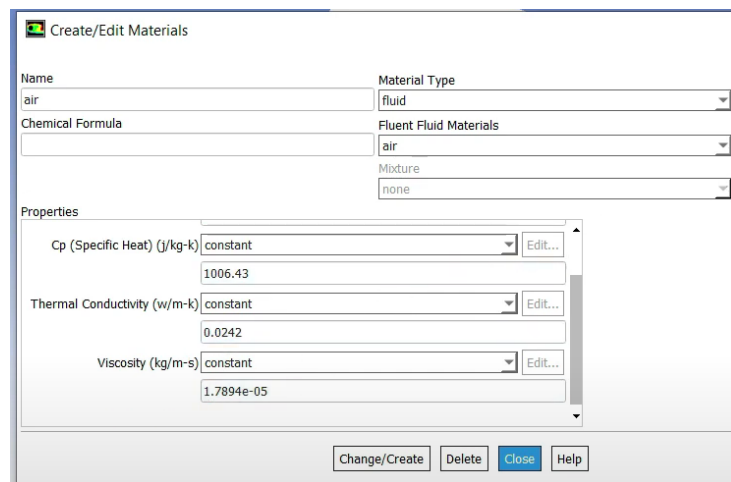 Create/Edit Materials
Name
Material Type
air
fluid
Chemical Formula
Fluent Fluid Materials
air
Mixture
none
Properties
Cp (Specific Heat) (j/kg-k) constant Edit...
1006.43
Thermal Conductivity (w/m-k) constant Edit...
0.0242
Viscosity (kg/m-s) constant Edit...
1.7894e-05
Change/Create Delete Close Help